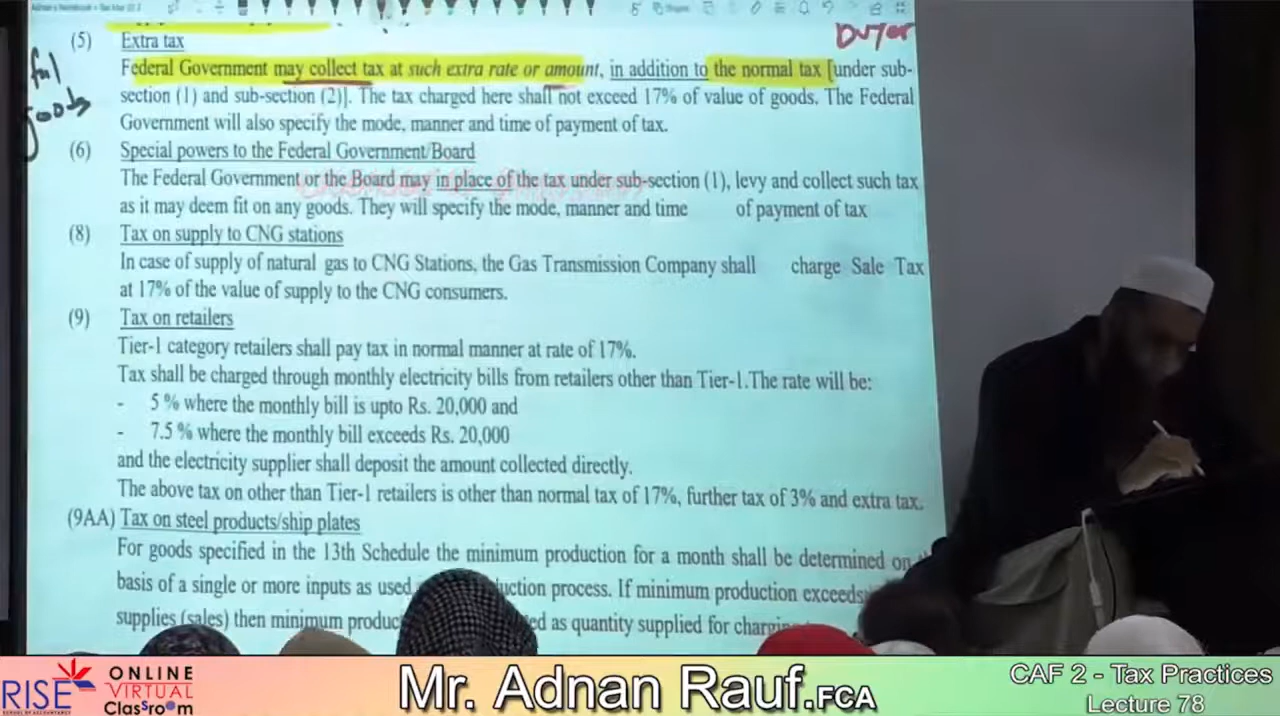 (5) Extra tax
Federal Government may collect tax at such extra rate or amount, in addition to the normal tax [under sub-
section (1) and sub-section (2)]. The tax charged here shall not exceed 17% of value of goods. The Federal
Government will also specify the mode, manner and time of payment of tax.
goods
(6) Special powers to the Federal Government/Board
The Federal Government or the Board may in place of the tax under sub-section (1), levy and collect such tax
as it may deem fit on any goods. They will specify the mode, manner and time of payment of tax
(8) Tax on supply to CNG stations
In case of supply of natural gas to CNG Stations, the Gas Transmission Company shall charge Sale Tax
at 17% of the value of supply to the CNG consumers.
(9) Tax on retailers
Tier-1 category retailers shall pay tax in normal manner at rate of 17%.
Tax shall be charged through monthly electricity bills from retailers other than Tier-1.The rate will be:
- 5 % where the monthly bill is upto Rs. 20,000 and
- 7.5 % where the monthly bill exceeds Rs. 20,000
and the electricity supplier shall deposit the amount collected directly.
The above tax on other than Tier-1 retailers is other than normal tax of 17%, further tax of 3% and extra tax.
(9AA) Tax on steel products/ship plates
For goods specified in the 13th Schedule the minimum production for a month shall be determined on
basis of a single or more inputs as used process. If minimum production exceeds
supplies (sales) then minimum as quantity supplied for
RISE
ONLINE
VIRTUAL
Classroom
Mr. Adnan Rauf.FCA
CAF 2 - Tax Practices
Lecture 78